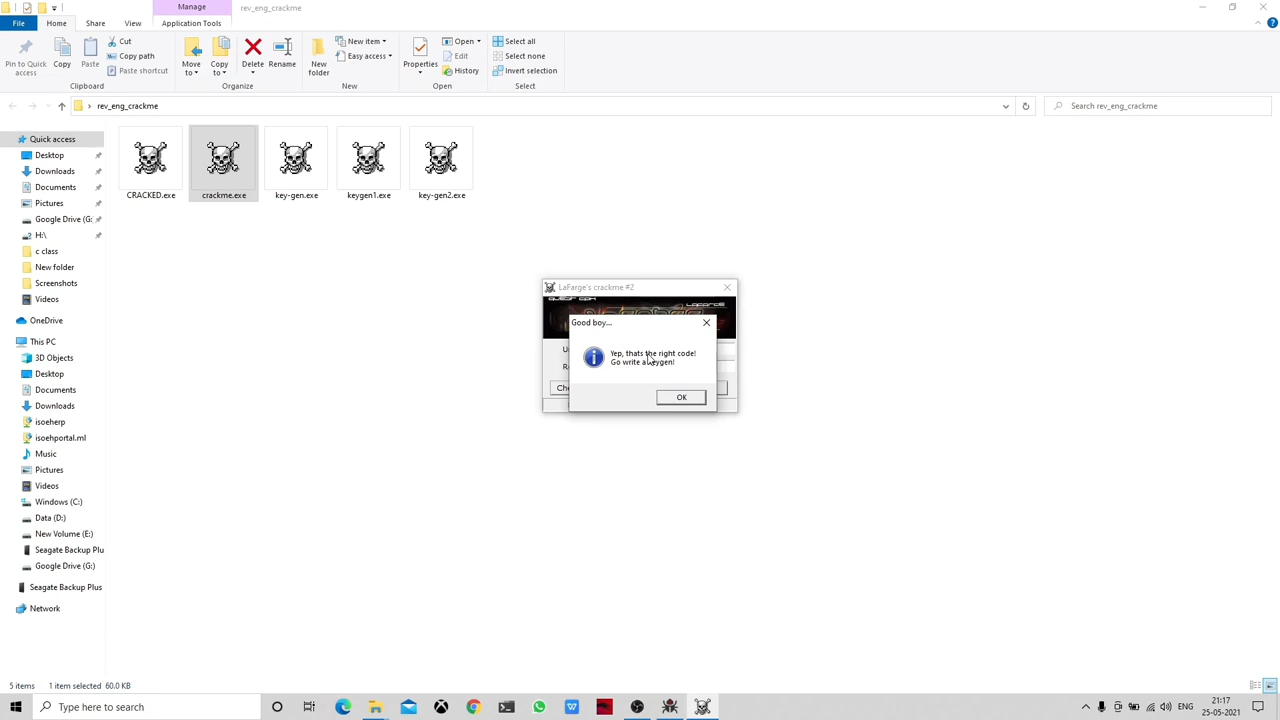 Manage
rev_eng_crackme
File
Home
Share
View
Application Tools
Pin to Quick access
Copy
Paste
Cut
Copy path
Paste shortcut
Clipboard
Move to
Copy to
Delete
Rename
Organize
New folder
New item
Easy access
New
Properties
Open
Edit
History
Open
Select all
Select none
Invert selection
Select
rev_eng_crackme
Search rev_eng_crackme
Quick access
Desktop
Downloads
Documents
Pictures
Google Drive (G:
H:\
c class
New folder
Screenshots
Videos
OneDrive
This PC
3D Objects
Desktop
Documents
Downloads
isoeherp
isoehportal.ml
Music
Pictures
Videos
Windows (C:)
Data (D:)
New Volume (E:)
Seagate Backup Plu
Google Drive (G:)
Seagate Backup Plus
Network
CRACKED.exe
crackme.exe
key-gen.exe
keygen1.exe
key-gen2.exe
LaFarge's crackme #2
Good boy...
Yep, thats the right code!
Go write a keygen!
OK
5 items
1 item selected
60.0 KB
Type here to search
ENG
21:17
25-05-2021